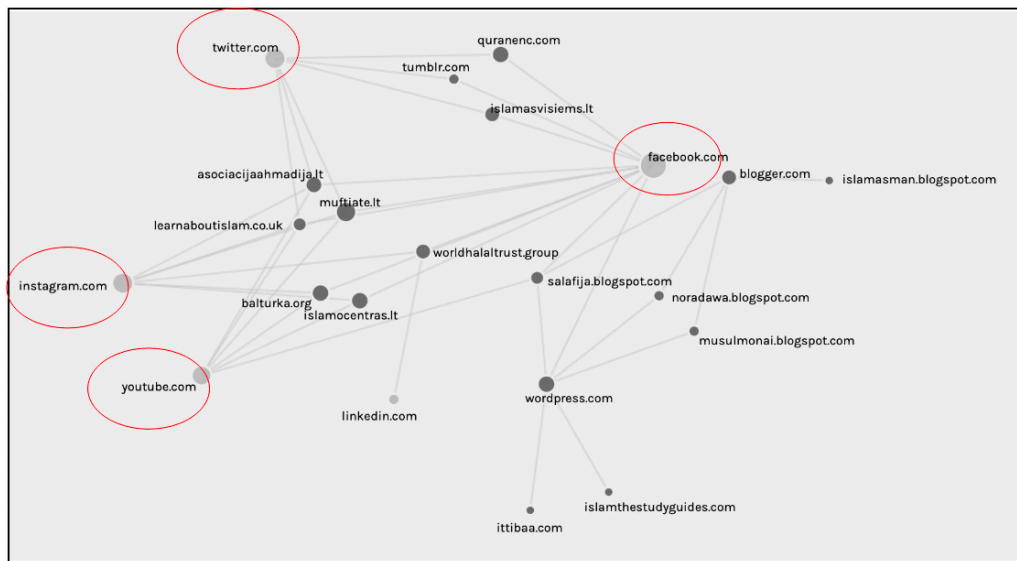 quranenc.com
twitter.com
tumblr.com
islamasvisiems.lt
facebook.com
asociacijaahmadija.lt
blogger.com
islamasman.blogspot.com
muftiate.lt
learnaboutislam.co.uk
worldhalaltrust.group
salafija.blogspot.com
instagram.com
noradawa.blogspot.com
balturka.org
islamocentras.lt
musulmonai.blogspot.com
youtube.com
wordpress.com
linkedin.com
islamthestudyguides.com
ittibaa.com